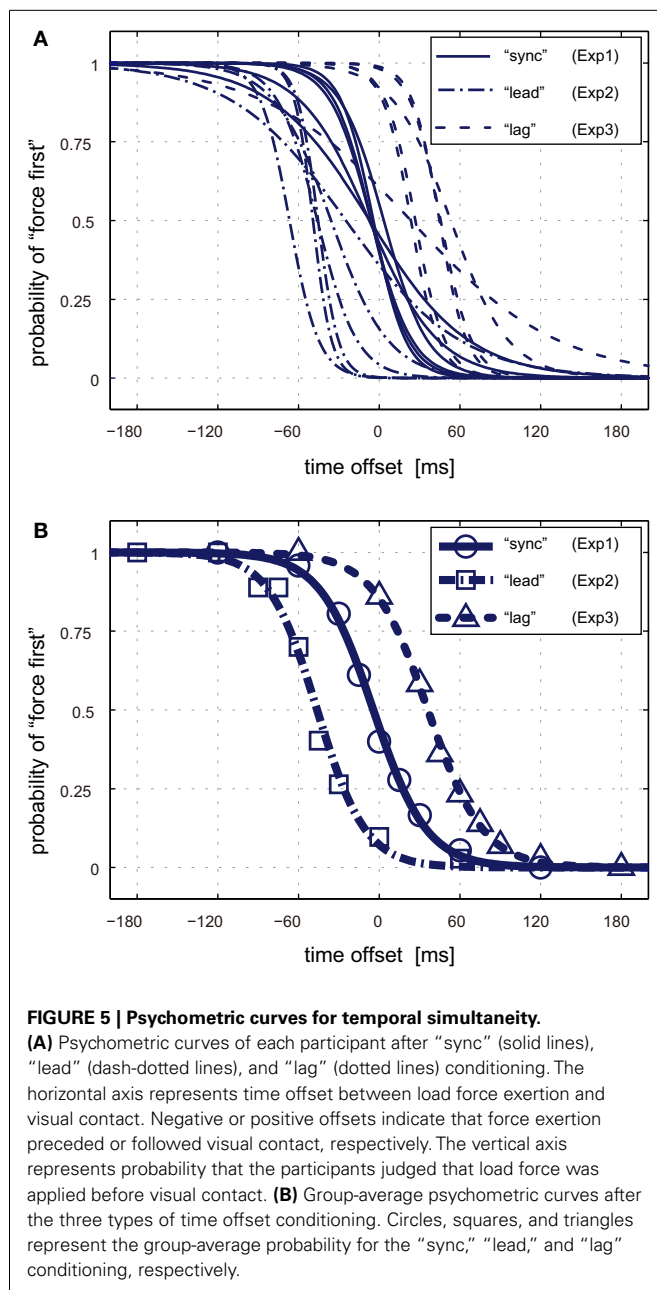 A
1
0.75
0.5
0.25
0
probability of “force first”
“sync” (Exp1)
“lead” (Exp2)
“lag” (Exp3)
−180 −120 −60 0 60 120 180
time offset [ms]
B
1
0.75
0.5
0.25
0
probability of “force first”
“sync” (Exp1)
“lead” (Exp2)
“lag” (Exp3)
−180 −120 −60 0 60 120 180
time offset [ms]
FIGURE 5 | Psychometric curves for temporal simultaneity.
(A) Psychometric curves of each participant after “sync” (solid lines),
“lead” (dash-dotted lines), and “lag” (dotted lines) conditioning. The
horizontal axis represents time offset between load force exertion and
visual contact. Negative or positive offsets indicate that force exertion
preceded or followed visual contact, respectively. The vertical axis
represents probability that the participants judged that load force was
applied before visual contact. (B) Group-average psychometric curves after
the three types of time offset conditioning. Circles, squares, and triangles
represent the group-average probability for the “sync,” “lead,” and “lag”
conditioning, respectively.